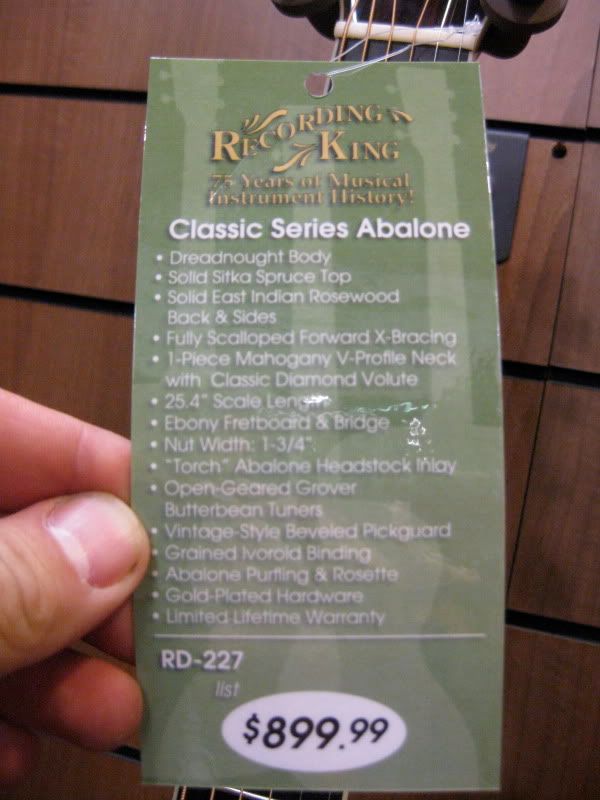 RECORDING KING
75 Years of Musical
Instrument History!
Classic Series Abalone
• Dreadnought Body
• Solid Sitka Spruce Top
• Solid East Indian Rosewood
Back & Sides
• Fully Scalloped Forward X-Bracing
• 1-Piece Mahogany V-Profile Neck
with Classic Diamond Volute
• 25.4" Scale Length
• Ebony Fretboard & Bridge
• Nut Width: 1-3/4"
• "Torch" Abalone Headstock Inlay
• Open-Geared Grover
Butterbean Tuners
• Vintage-Style Beveled Pickguard
• Grained Ivoroid Binding
• Abalone Purfling & Rosette
• Gold-Plated Hardware
• Limited Lifetime Warranty
RD-227
list
$899.99